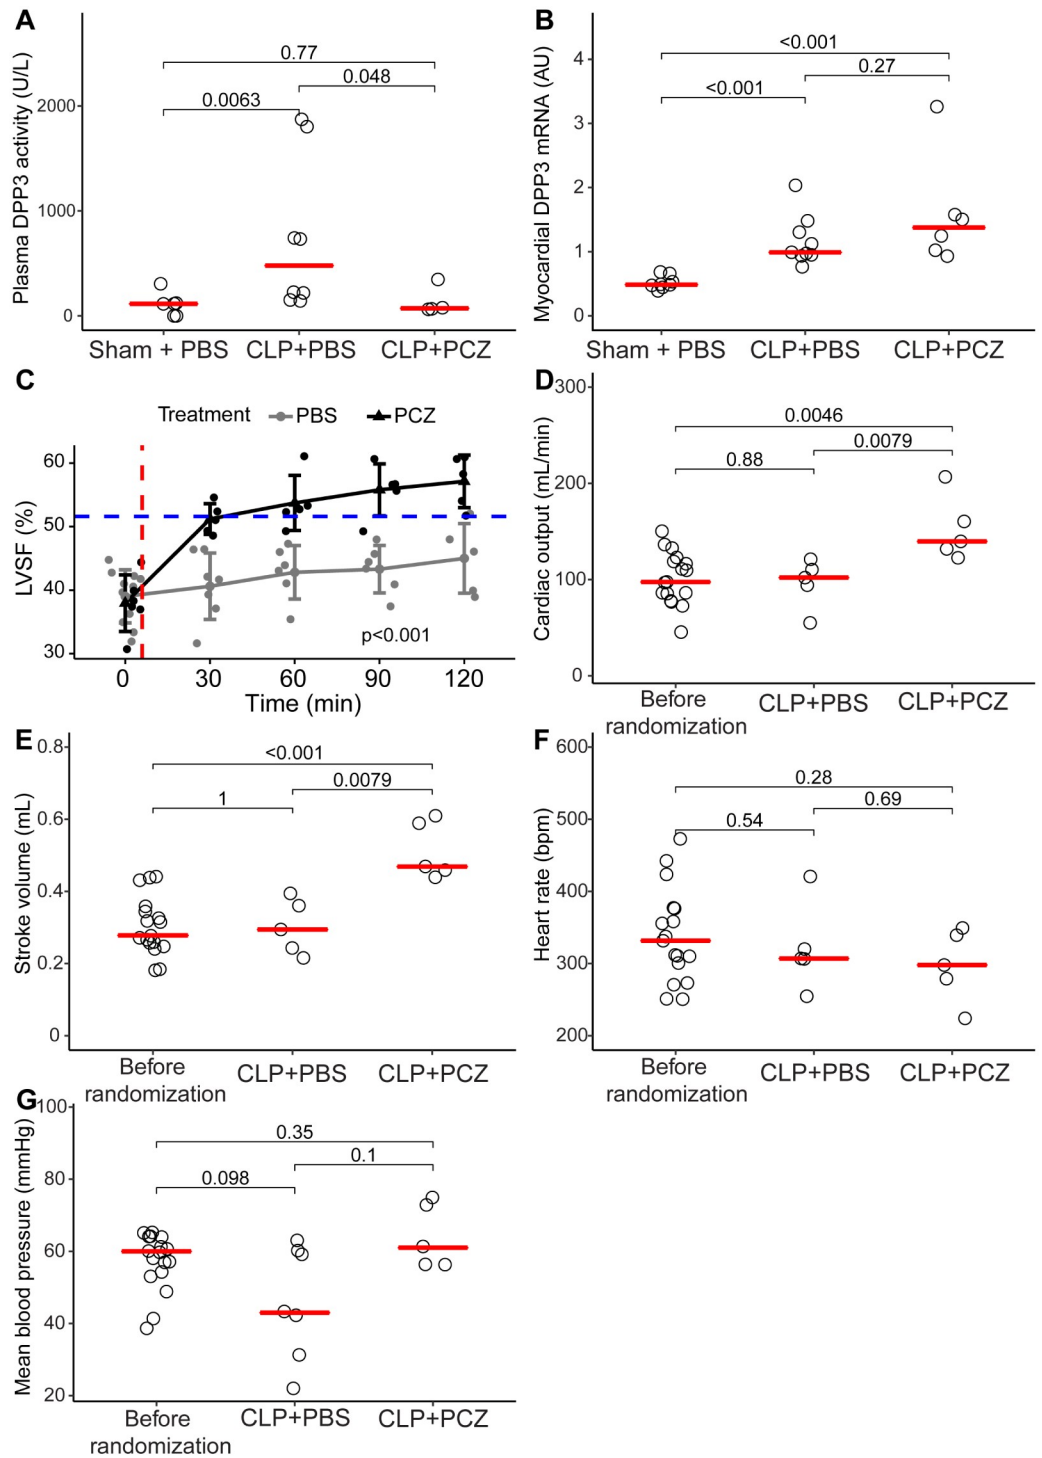 A
Plasma DPP3 activity (U/L)
2000
1000
0
0.77
0.048
0.0063
Sham + PBS
CLP+PBS
CLP+PCZ
B
Myocardial DPP3 mRNA (AU)
4
3
2
1
0
<0.001
0.27
<0.001
Sham + PBS
CLP+PBS
CLP+PCZ
C
Treatment
PBS
PCZ
LVSF (%)
60
50
40
30
p<0.001
0
30
60
90
120
Time (min)
D
Cardiac output (mL/min)
300
200
100
0
0.0046
0.0079
0.88
Before
randomization
CLP+PBS
CLP+PCZ
E
Stroke volume (mL)
0.8
0.6
0.4
0.2
0
<0.001
0.0079
1
Before
randomization
CLP+PBS
CLP+PCZ
F
Heart rate (bpm)
600
500
400
300
200
0.28
0.69
0.54
Before
randomization
CLP+PBS
CLP+PCZ
G
Mean blood pressure (mmHg)
100
80
60
40
20
0.35
0.1
0.098
Before
randomization
CLP+PBS
CLP+PCZ